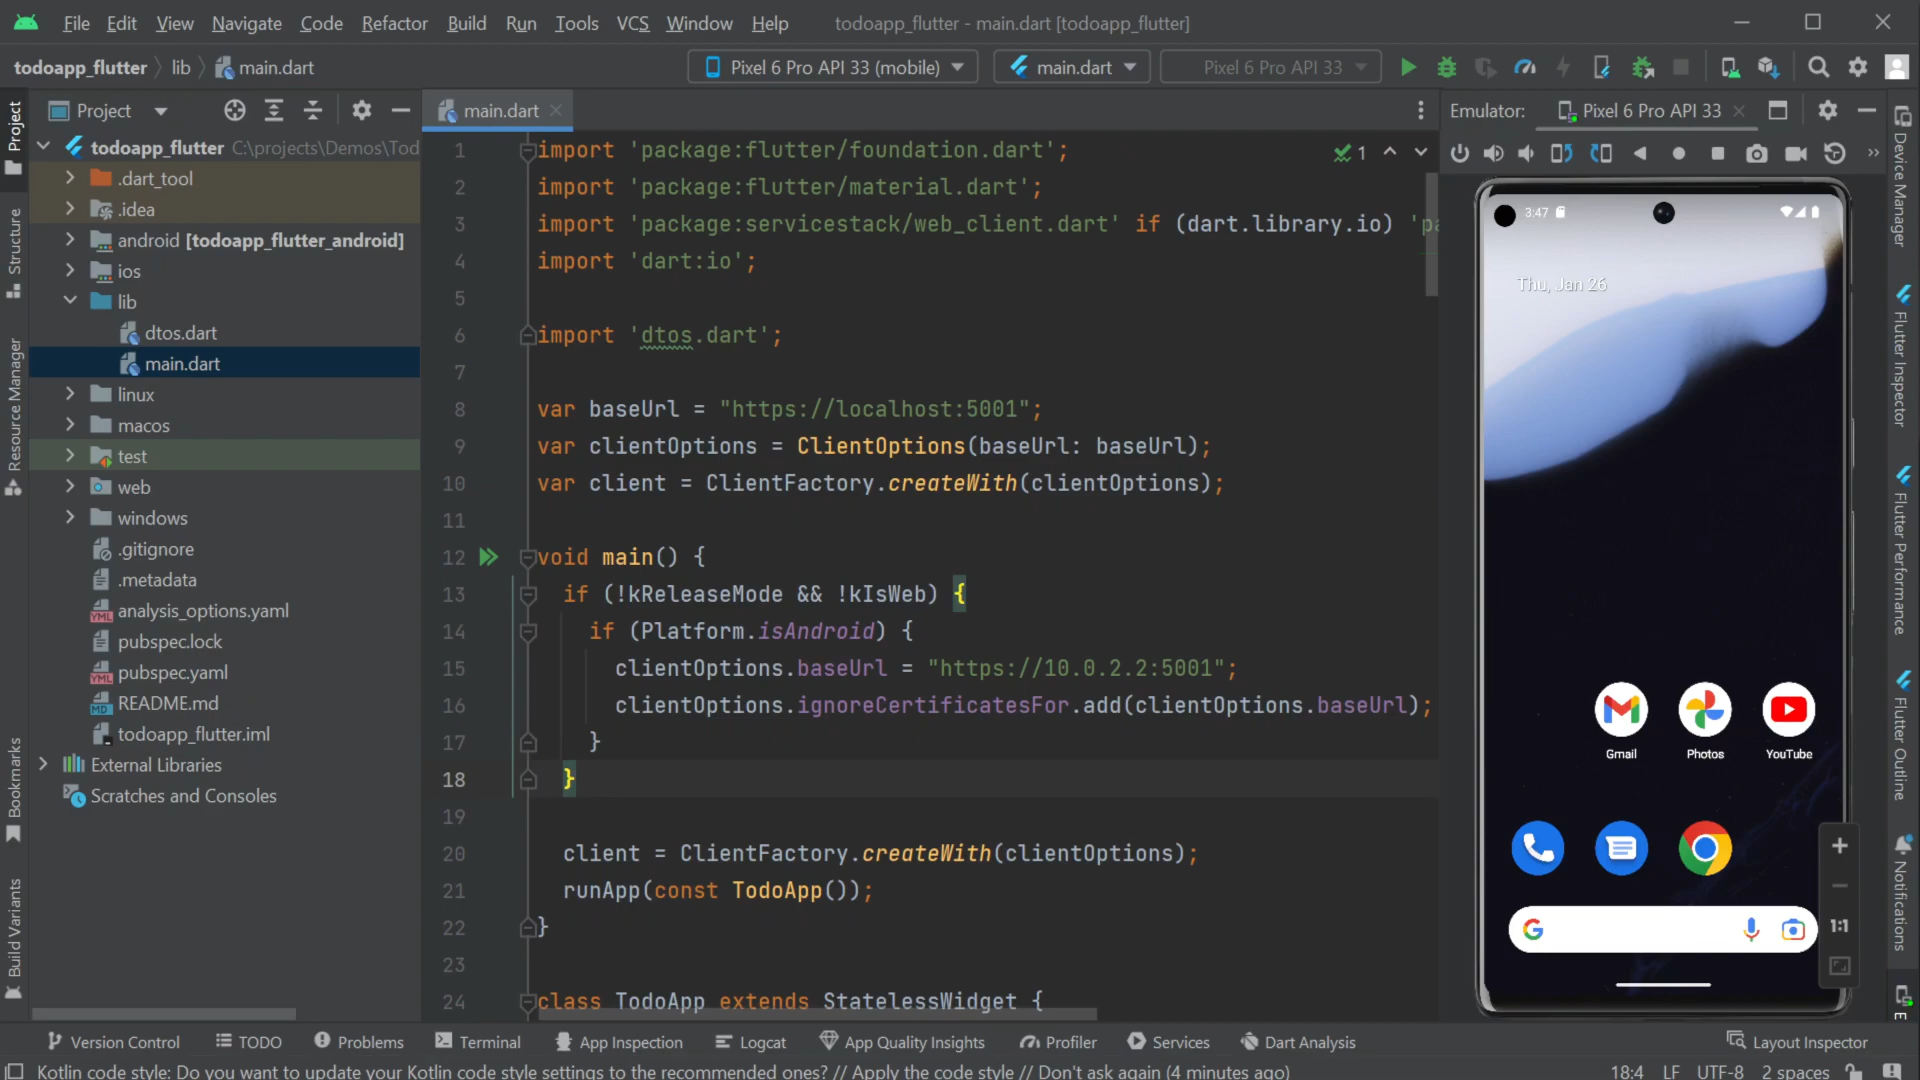 File Edit View Navigate Code Refactor Build Run Tools VCS Window Help todoapp_flutter - main.dart [todoapp_flutter]
todoapp_flutter lib main.dart Pixel 6 Pro API 33 (mobile) main.dart Pixel 6 Pro API 33
Project
Structure
Resource Manager
Bookmarks
Build Variants
Project
todoapp_flutter C:\projects\Demos\Tod
.dart_tool
.idea
android [todoapp_flutter_android]
ios
lib
dtos.dart
main.dart
linux
macos
test
web
windows
.gitignore
.metadata
analysis_options.yaml
pubspec.lock
pubspec.yaml
README.md
todoapp_flutter.iml
External Libraries
Scratches and Consoles
main.dart
1 import 'package:flutter/foundation.dart'; 1
2 import 'package:flutter/material.dart';
3 import 'package:servicestack/web_client.dart' if (dart.library.io) 'pa
4 import 'dart:io';
5
6 import 'dtos.dart';
7
8 var baseUrl = "https://localhost:5001";
9 var clientOptions = ClientOptions(baseUrl: baseUrl);
10 var client = ClientFactory.createWith(clientOptions);
11
12 void main() {
13 if (!kReleaseMode && !kIsWeb) {
14 if (Platform.isAndroid) {
15 clientOptions.baseUrl = "https://10.0.2.2:5001";
16 clientOptions.ignoreCertificatesFor.add(clientOptions.baseUrl);
17 }
18 }
19
20 client = ClientFactory.createWith(clientOptions);
21 runApp(const TodoApp());
22 }
23
24 class TodoApp extends StatelessWidget {
Emulator: Pixel 6 Pro API 33
3:47
Thu, Jan 26
Gmail Photos YouTube
1:1
Device Manager
Flutter Inspector
Flutter Performance
Flutter Outline
Notifications
E
Version Control TODO Problems Terminal App Inspection Logcat App Quality Insights Profiler Services Dart Analysis Layout Inspector
Kotlin code style: Do you want to update your Kotlin code style settings to the recommended ones? // Apply the code style // Don't ask again (4 minutes ago) 18:4 LF UTF-8 2 spaces